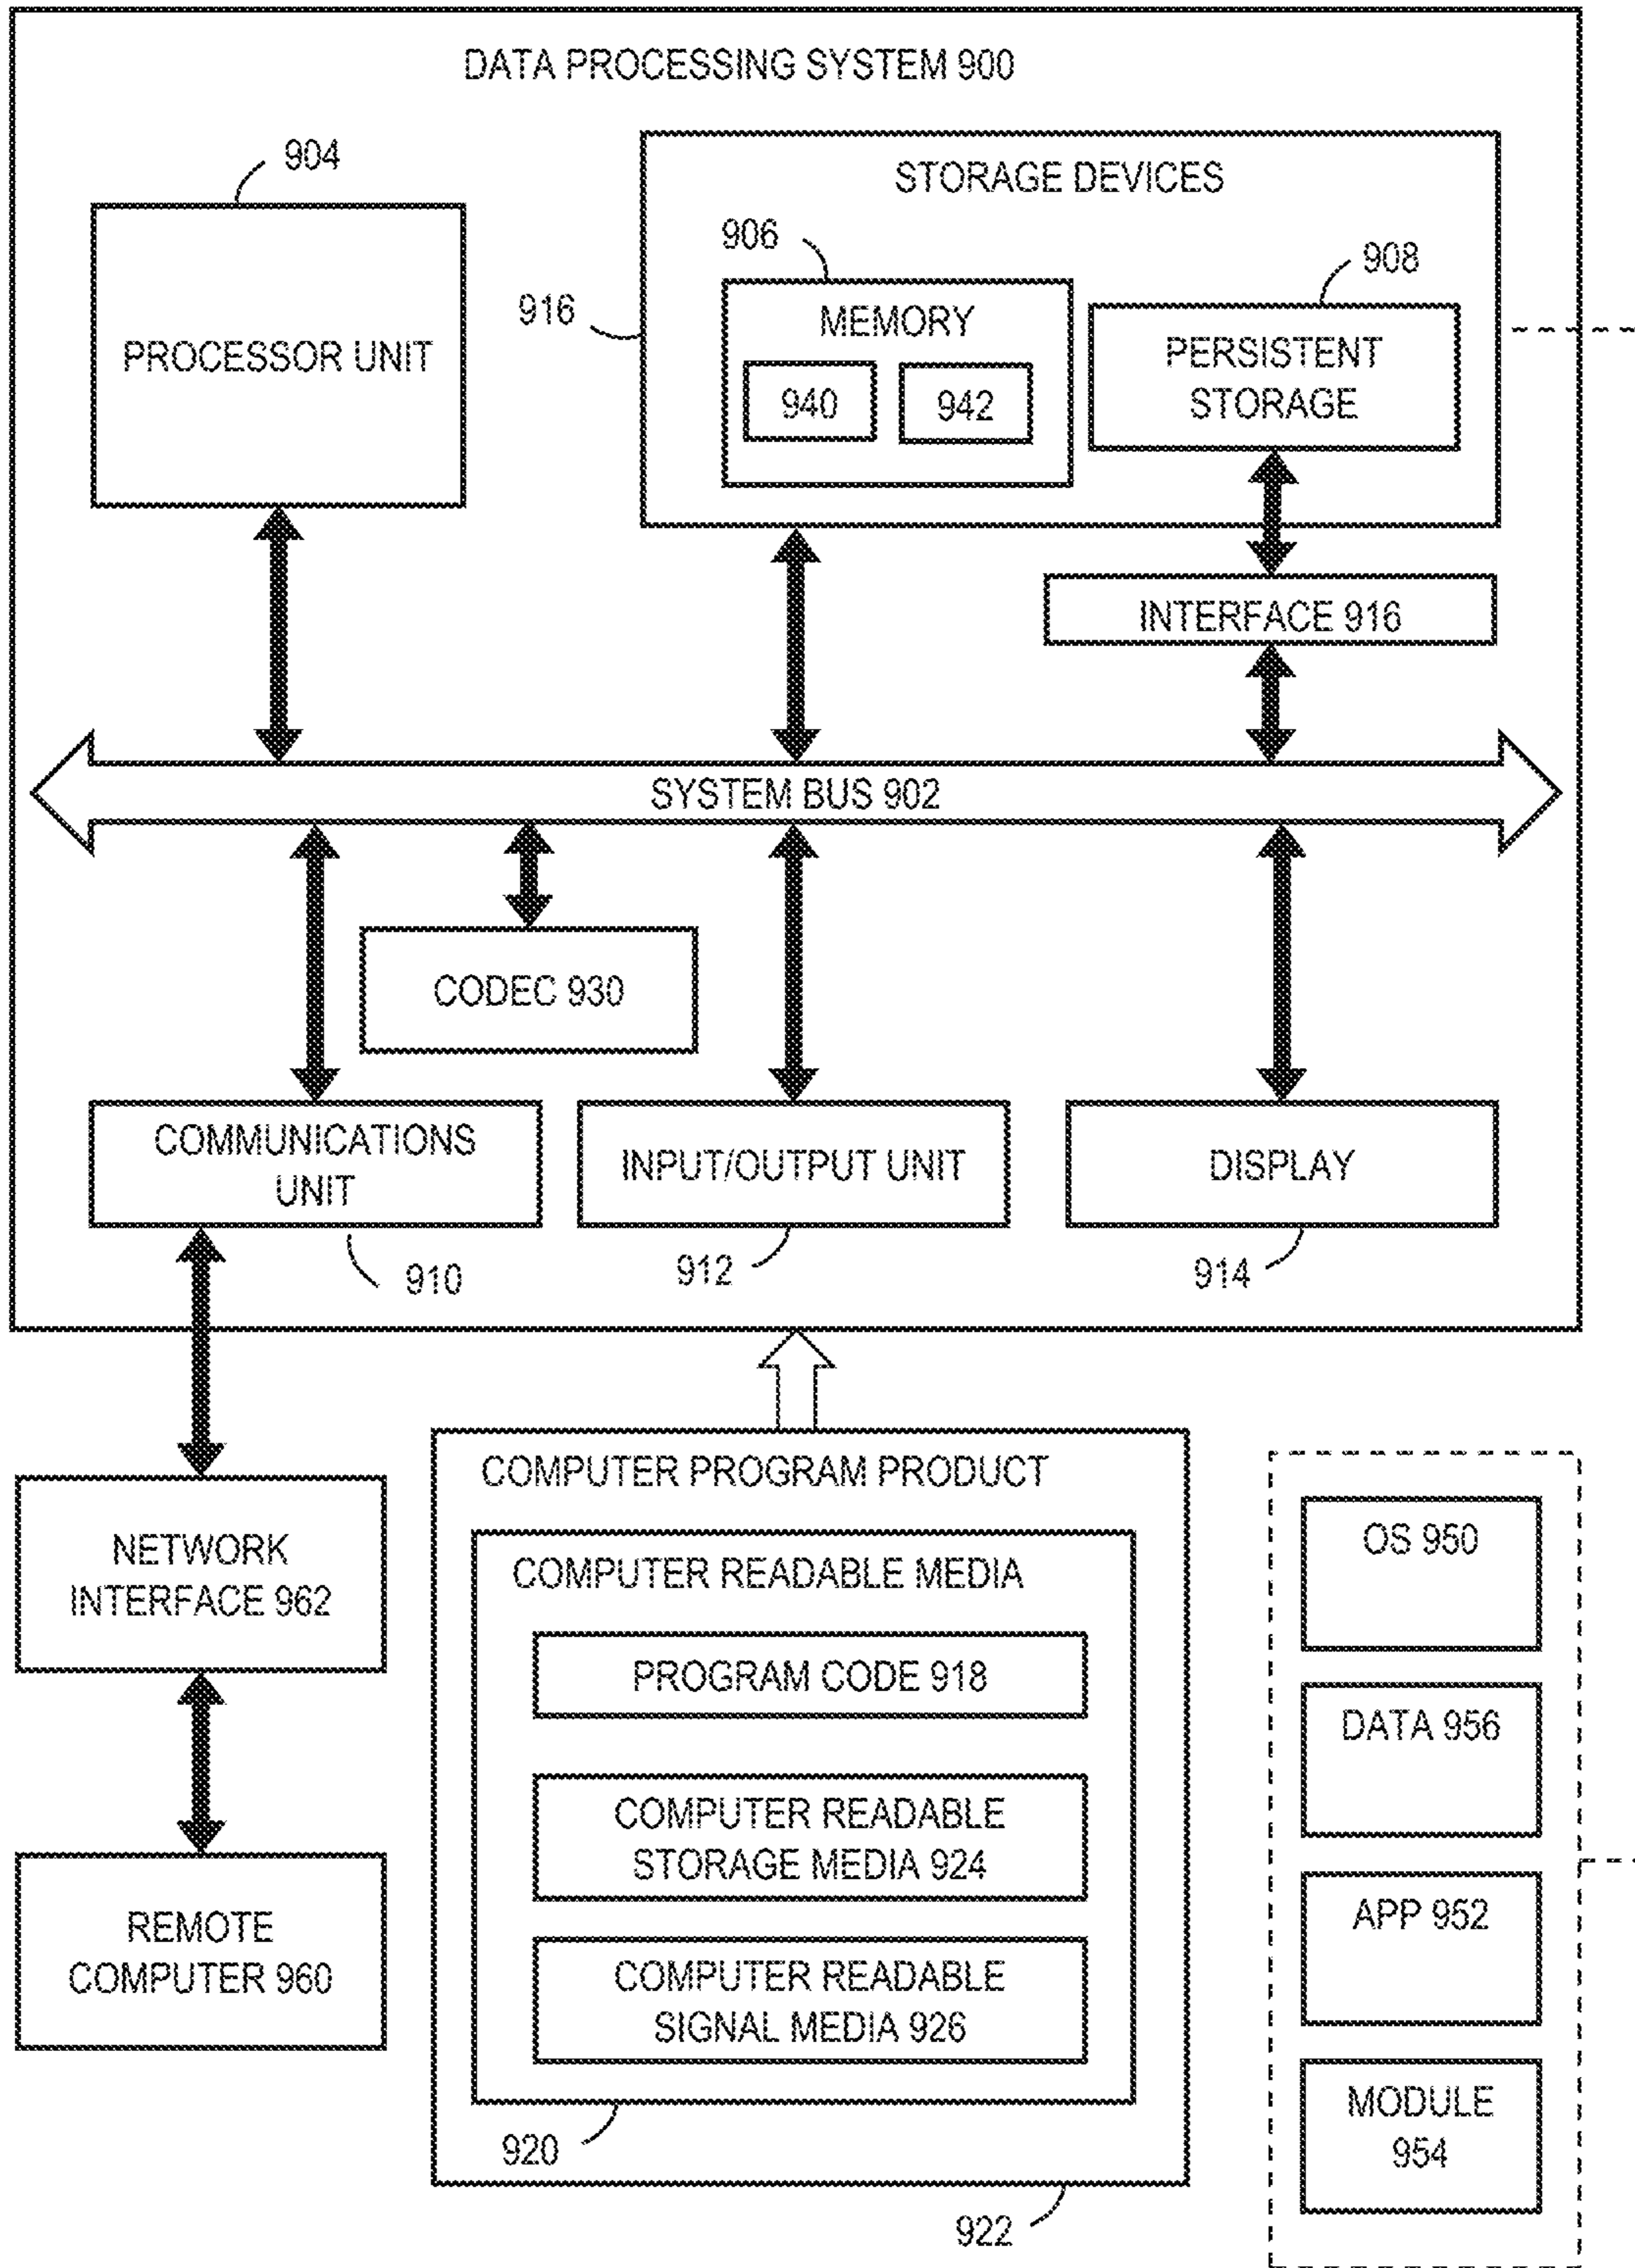 DATA PROCESSING SYSTEM 900
904
PROCESSOR UNIT
STORAGE DEVICES
916
906
MEMORY
940
942
908
PERSISTENT
STORAGE
INTERFACE 916
SYSTEM BUS 902
CODEC 930
COMMUNICATIONS
UNIT
910
INPUT/OUTPUT UNIT
912
DISPLAY
914
NETWORK
INTERFACE 962
REMOTE
COMPUTER 960
COMPUTER PROGRAM PRODUCT
COMPUTER READABLE MEDIA
PROGRAM CODE 918
COMPUTER READABLE
STORAGE MEDIA 924
COMPUTER READABLE
SIGNAL MEDIA 926
920
922
OS 950
DATA 956
APP 952
MODULE
954